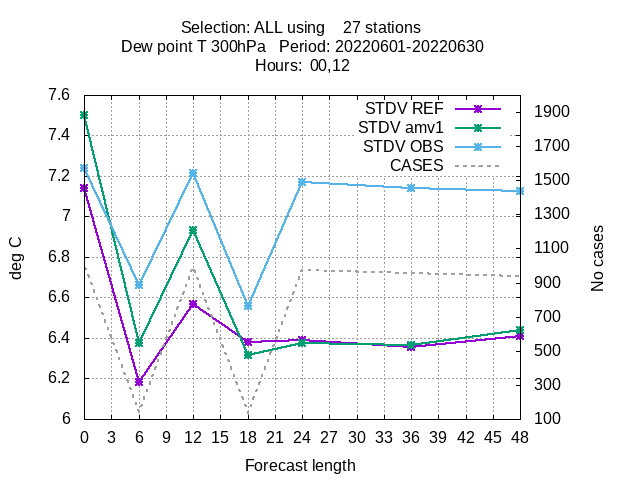 Selection: ALL using    27 stations
Dew point T 300hPa   Period: 20220601-20220630
Hours:  00,12
STDV REF
STDV amv1
STDV OBS
CASES
7.6
7.4
7.2
7
6.8
6.6
6.4
6.2
6
deg C
1900
1700
1500
1300
1100
900
700
500
300
100
No cases
0 3 6 9 12 15 18 21 24 27 30 33 36 39 42 45 48
Forecast length